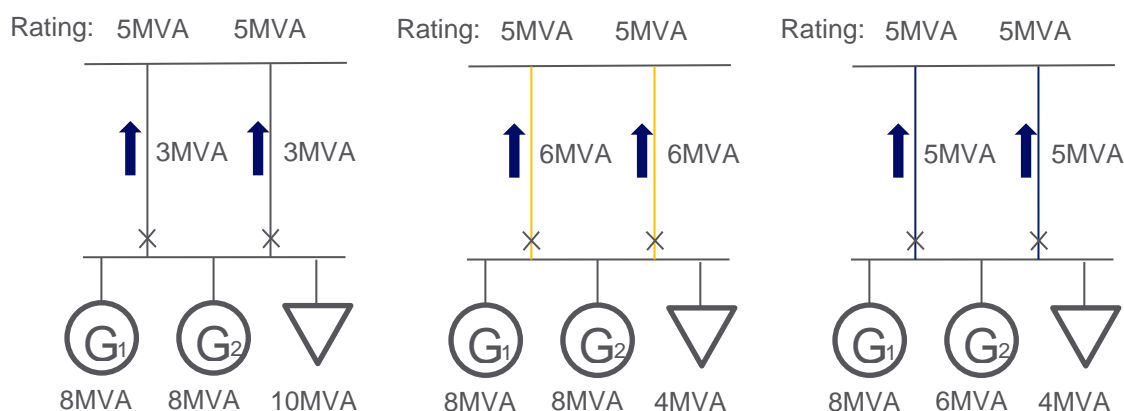 Rating: 5MVA 5MVA
3MVA 3MVA
G1 G2
8MVA 8MVA 10MVA
Rating: 5MVA 5MVA
6MVA 6MVA
G1 G2
8MVA 8MVA 4MVA
Rating: 5MVA 5MVA
5MVA 5MVA
G1 G2
8MVA 6MVA 4MVA